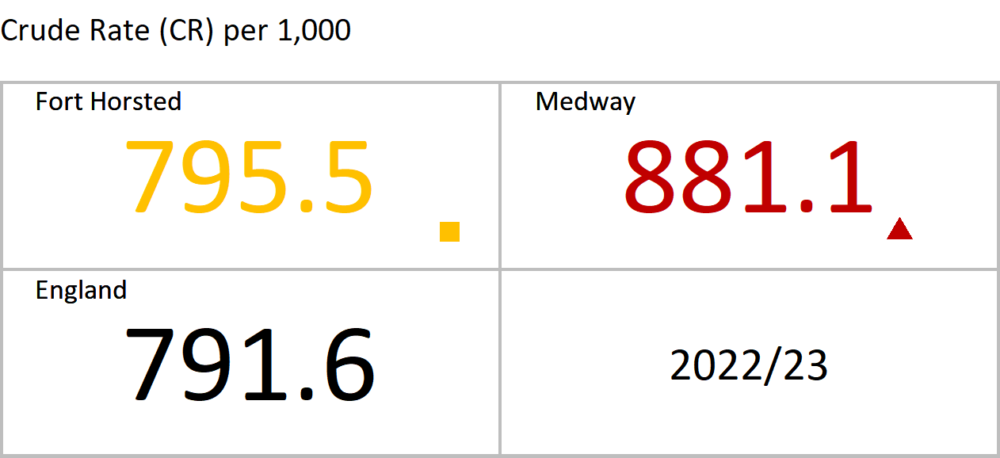 Crude Rate (CR) per 1,000
Fort Horsted
795.5
Medway
881.1
England
791.6
2022/23